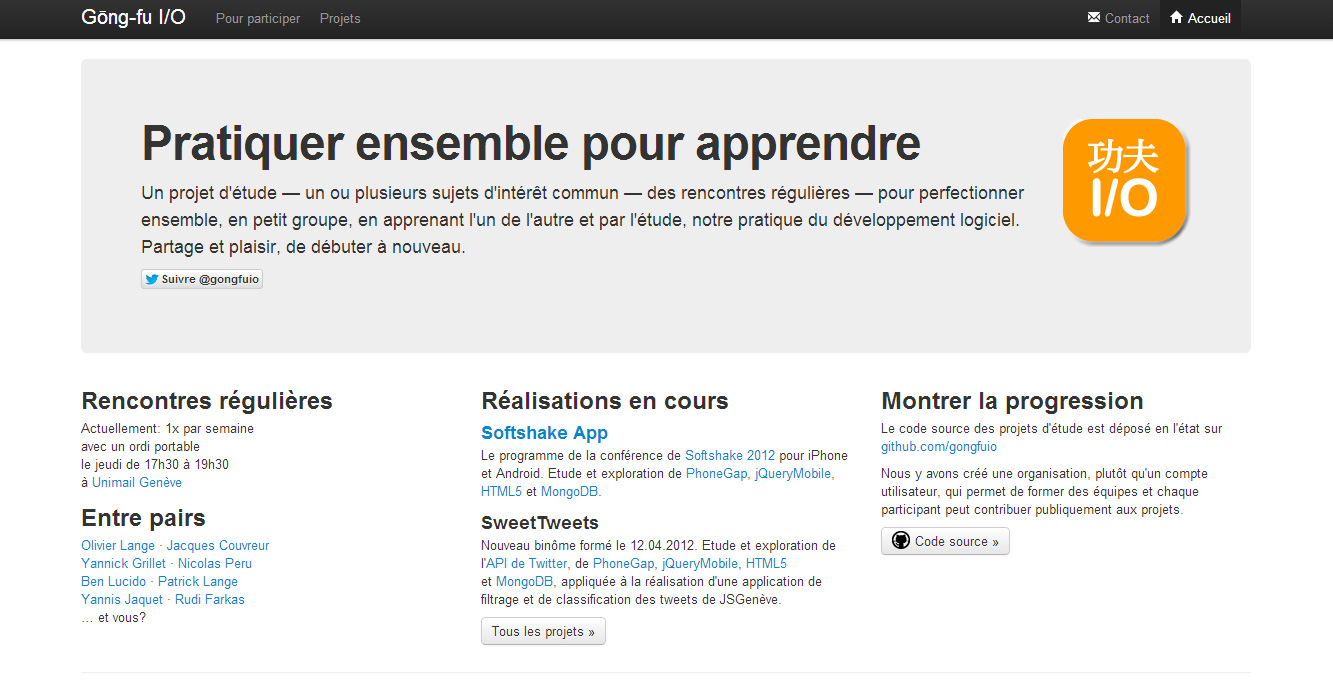 Gōng-fu I/O Pour participer Projets Contact Accueil
Pratiquer ensemble pour apprendre
Un projet d'étude — un ou plusieurs sujets d'intérêt commun — des rencontres régulières — pour perfectionner
ensemble, en petit groupe, en apprenant l'un de l'autre et par l'étude, notre pratique du développement logiciel.
Partage et plaisir, de débuter à nouveau.
Suivre @gongfuio
功夫
I/O
Rencontres régulières
Actuellement: 1x par semaine
avec un ordi portable
le jeudi de 17h30 à 19h30
à Unimail Genève
Entre pairs
Olivier Lange · Jacques Couvreur
Yannick Grillet · Nicolas Peru
Ben Lucido · Patrick Lange
Yannis Jaquet · Rudi Farkas
… et vous?
Réalisations en cours
Softshake App
Le programme de la conférence de Softshake 2012 pour iPhone
et Android. Etude et exploration de PhoneGap, jQueryMobile,
HTML5 et MongoDB.
SweetTweets
Nouveau binôme formé le 12.04.2012. Etude et exploration de
l'API de Twitter, de PhoneGap, jQueryMobile, HTML5
et MongoDB, appliquée à la réalisation d'une application de
filtrage et de classification des tweets de JSGenève.
Tous les projets »
Montrer la progression
Le code source des projets d'étude est déposé en l'état sur
github.com/gongfuio
Nous y avons créé une organisation, plutôt qu'un compte
utilisateur, qui permet de former des équipes et chaque
participant peut contribuer publiquement aux projets.
Code source »